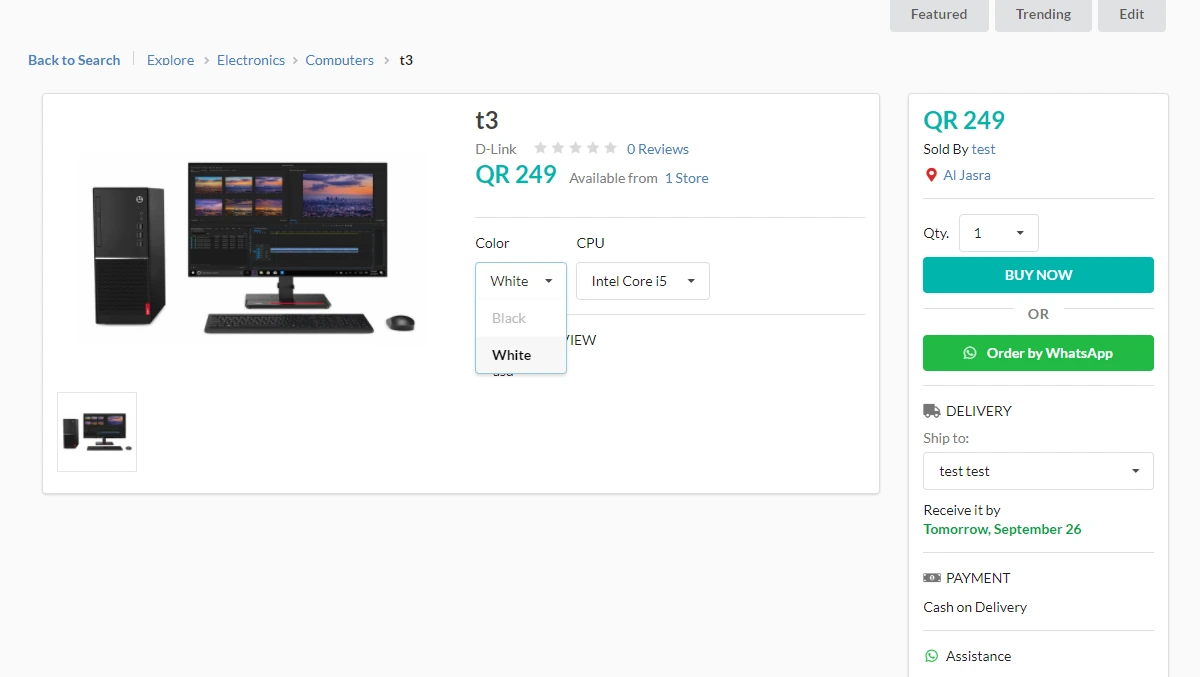 Featured Trending Edit
Back to Search Explore Electronics Computers t3
t3
D-Link 0 Reviews
QR 249 Available from 1 Store
Color CPU
White Intel Core i5
Black
White
QR 249
Sold By test
Al Jasra
Qty. 1
BUY NOW
OR
Order by WhatsApp
DELIVERY
Ship to:
test test
Receive it by
Tomorrow, September 26
PAYMENT
Cash on Delivery
Assistance